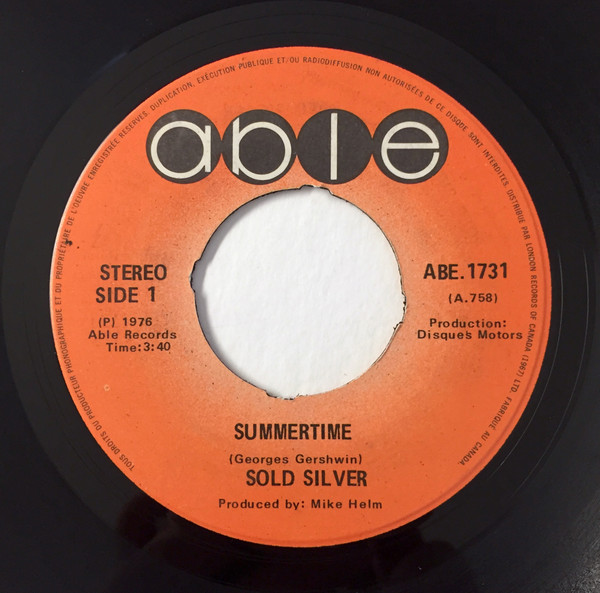 TOUS DROITS DU PRODUCTEUR PHONOGRAPHIQUE ET DU PROPRIÉTAIRE DE L'OEUVRE ENREGISTRÉE RÉSERVÉS. DUPLICATION, EXÉCUTION PUBLIQUE ET/OU RADIODIFFUSION NON AUTORISÉES DE CE DISQUE SONT INTERDITES. DISTRIBUE PAR LONDON RECORDS OF CANADA (1967) LTD. FABRIQUE AU CANADA.
able
STEREO
SIDE 1
(P) 1976
Able Records
Time:3:40
ABE.1731
(A.758)
Production:
Disque's Motors
SUMMERTIME
(Georges Gershwin)
SOLD SILVER
Produced by: Mike Helm